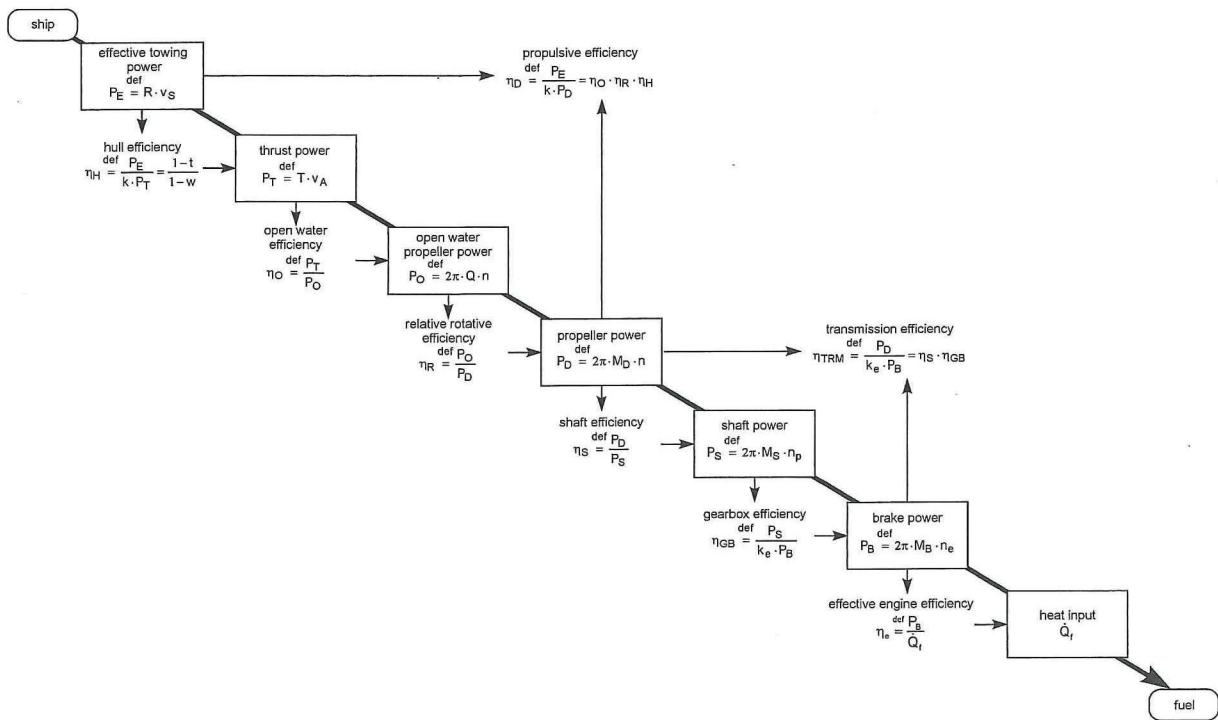 ship
effective towing
power
def
P_E = R · v_S
propulsive efficiency
η_D def= P_E / (k · P_D) = η_O · η_R · η_H
hull efficiency
η_H def= P_E / (k · P_T) = (1−t) / (1−w)
thrust power
def
P_T = T · v_A
open water
efficiency
η_O def= P_T / P_O
open water
propeller power
def
P_O = 2π · Q · n
relative rotative
efficiency
η_R def= P_O / P_D
propeller power
def
P_D = 2π · M_D · n
transmission efficiency
η_TRM def= P_D / (k_e · P_B) = η_S · η_GB
shaft efficiency
η_S def= P_D / P_S
shaft power
def
P_S = 2π · M_S · n_p
gearbox efficiency
η_GB def= P_S / (k_e · P_B)
brake power
def
P_B = 2π · M_B · n_e
effective engine efficiency
η_e def= P_B / Q̇_f
heat input
Q̇_f
fuel